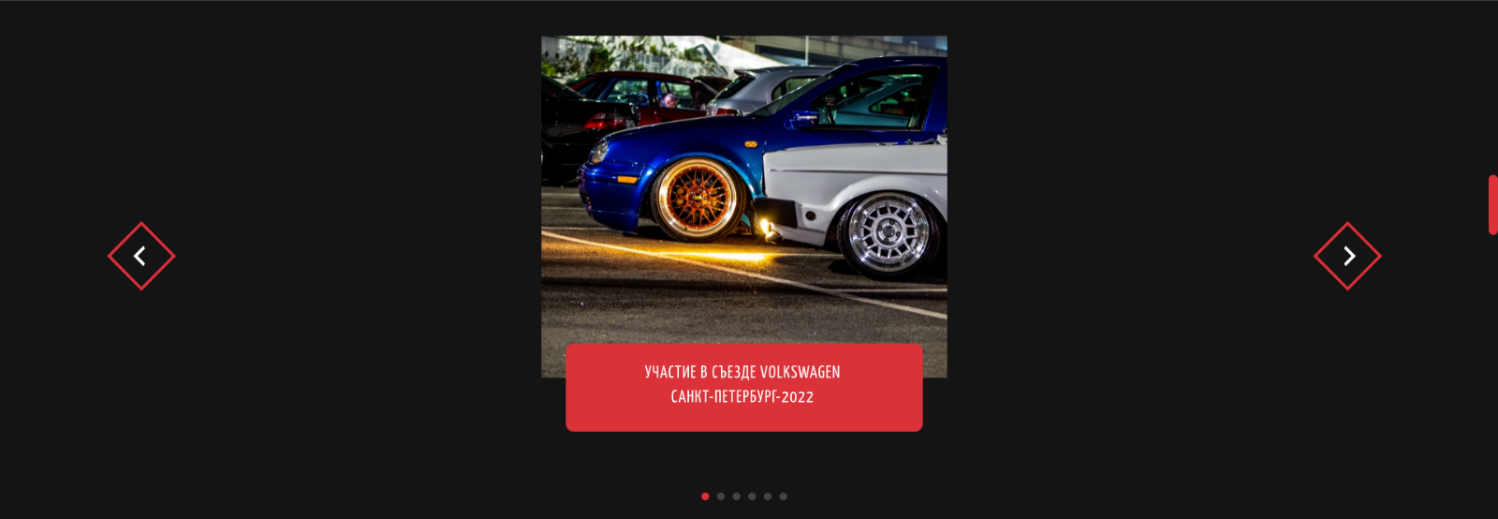 УЧАСТИЕ В СЪЕЗДЕ VOLKSWAGEN
САНКТ-ПЕТЕРБУРГ-2022